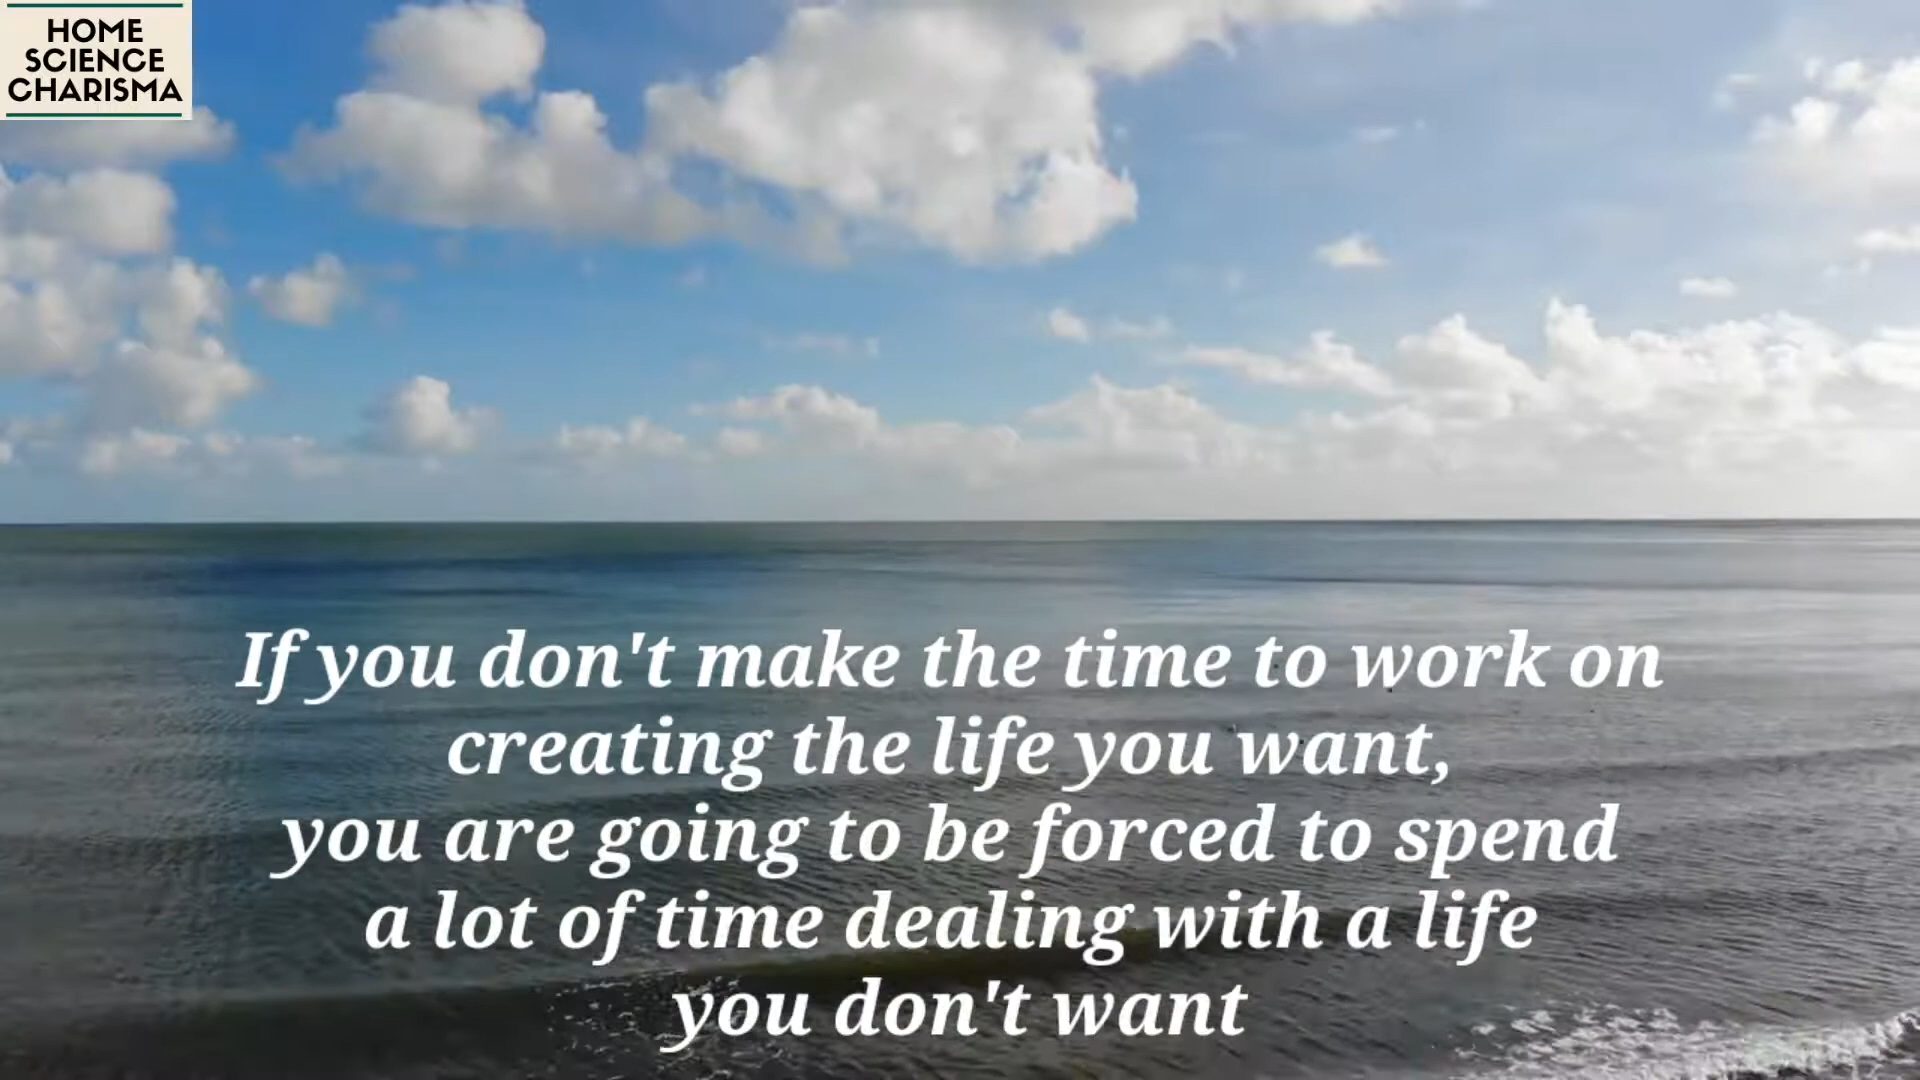 HOME
SCIENCE
CHARISMA
If you don't make the time to work on
creating the life you want,
you are going to be forced to spend
a lot of time dealing with a life
you don't want